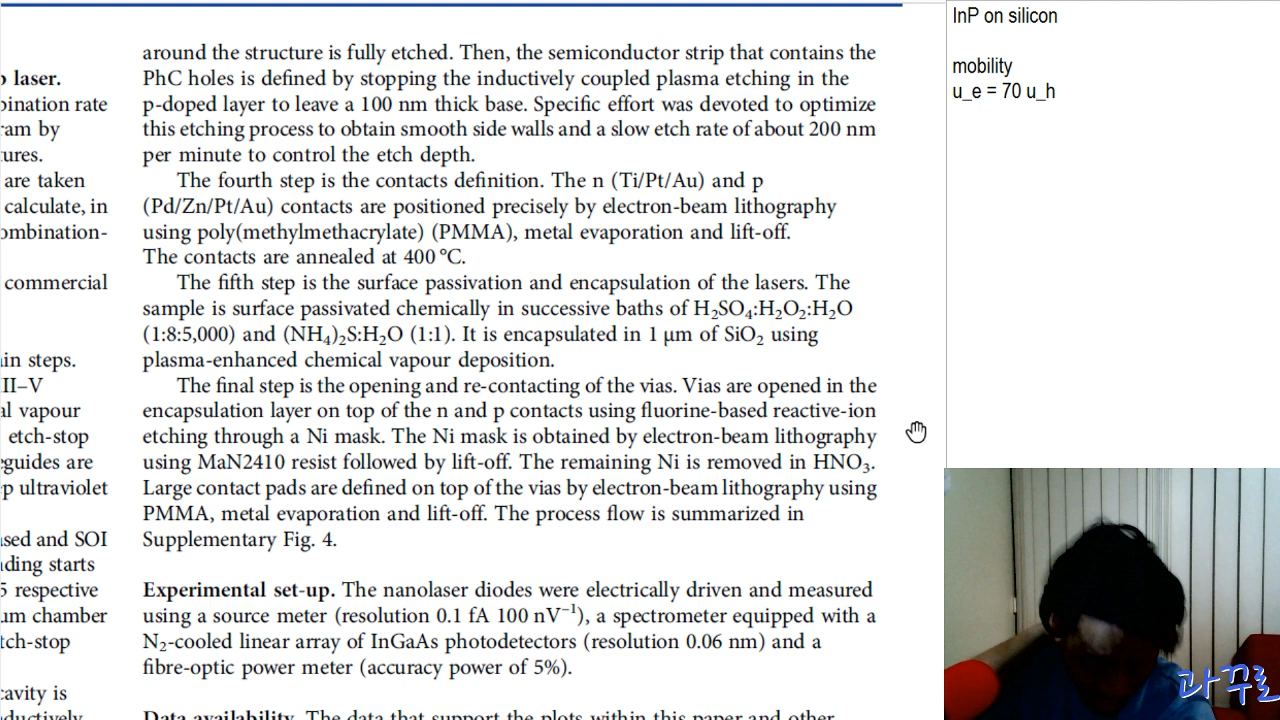 around the structure is fully etched. Then, the semiconductor strip that contains the
PhC holes is defined by stopping the inductively coupled plasma etching in the
p-doped layer to leave a 100 nm thick base. Specific effort was devoted to optimize
this etching process to obtain smooth side walls and a slow etch rate of about 200 nm
per minute to control the etch depth.
The fourth step is the contacts definition. The n (Ti/Pt/Au) and p
(Pd/Zn/Pt/Au) contacts are positioned precisely by electron-beam lithography
using poly(methylmethacrylate) (PMMA), metal evaporation and lift-off.
The contacts are annealed at 400 °C.
The fifth step is the surface passivation and encapsulation of the lasers. The
sample is surface passivated chemically in successive baths of H₂SO₄:H₂O₂:H₂O
(1:8:5,000) and (NH₄)₂S:H₂O (1:1). It is encapsulated in 1 μm of SiO₂ using
plasma-enhanced chemical vapour deposition.
The final step is the opening and re-contacting of the vias. Vias are opened in the
encapsulation layer on top of the n and p contacts using fluorine-based reactive-ion
etching through a Ni mask. The Ni mask is obtained by electron-beam lithography
using MaN2410 resist followed by lift-off. The remaining Ni is removed in HNO₃.
Large contact pads are defined on top of the vias by electron-beam lithography using
PMMA, metal evaporation and lift-off. The process flow is summarized in
Supplementary Fig. 4.
Experimental set-up. The nanolaser diodes were electrically driven and measured
using a source meter (resolution 0.1 fA 100 nV⁻¹), a spectrometer equipped with a
N₂-cooled linear array of InGaAs photodetectors (resolution 0.06 nm) and a
fibre-optic power meter (accuracy power of 5%).
Data availability. The data that support the plots within this paper and other
laser.
rate
by
are taken
calculate, in
commercial
steps.
II–V
vapour
etch-stop
are
ultraviolet
and SOI
starts
respective
chamber
cavity is
InP on silicon
mobility
u_e = 70 u_h
과꾸로